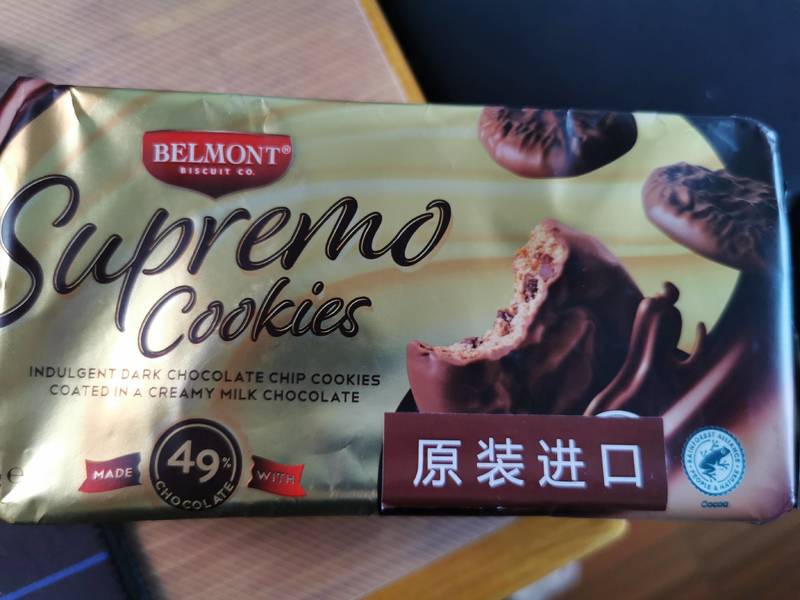 BELMONT®
BISCUIT CO.
Supremo
Cookies
INDULGENT DARK CHOCOLATE CHIP COOKIES
COATED IN A CREAMY MILK CHOCOLATE
MADE 49% WITH
CHOCOLATE
原装进口
RAINFOREST ALLIANCE
PEOPLE & NATURE
Cocoa
e